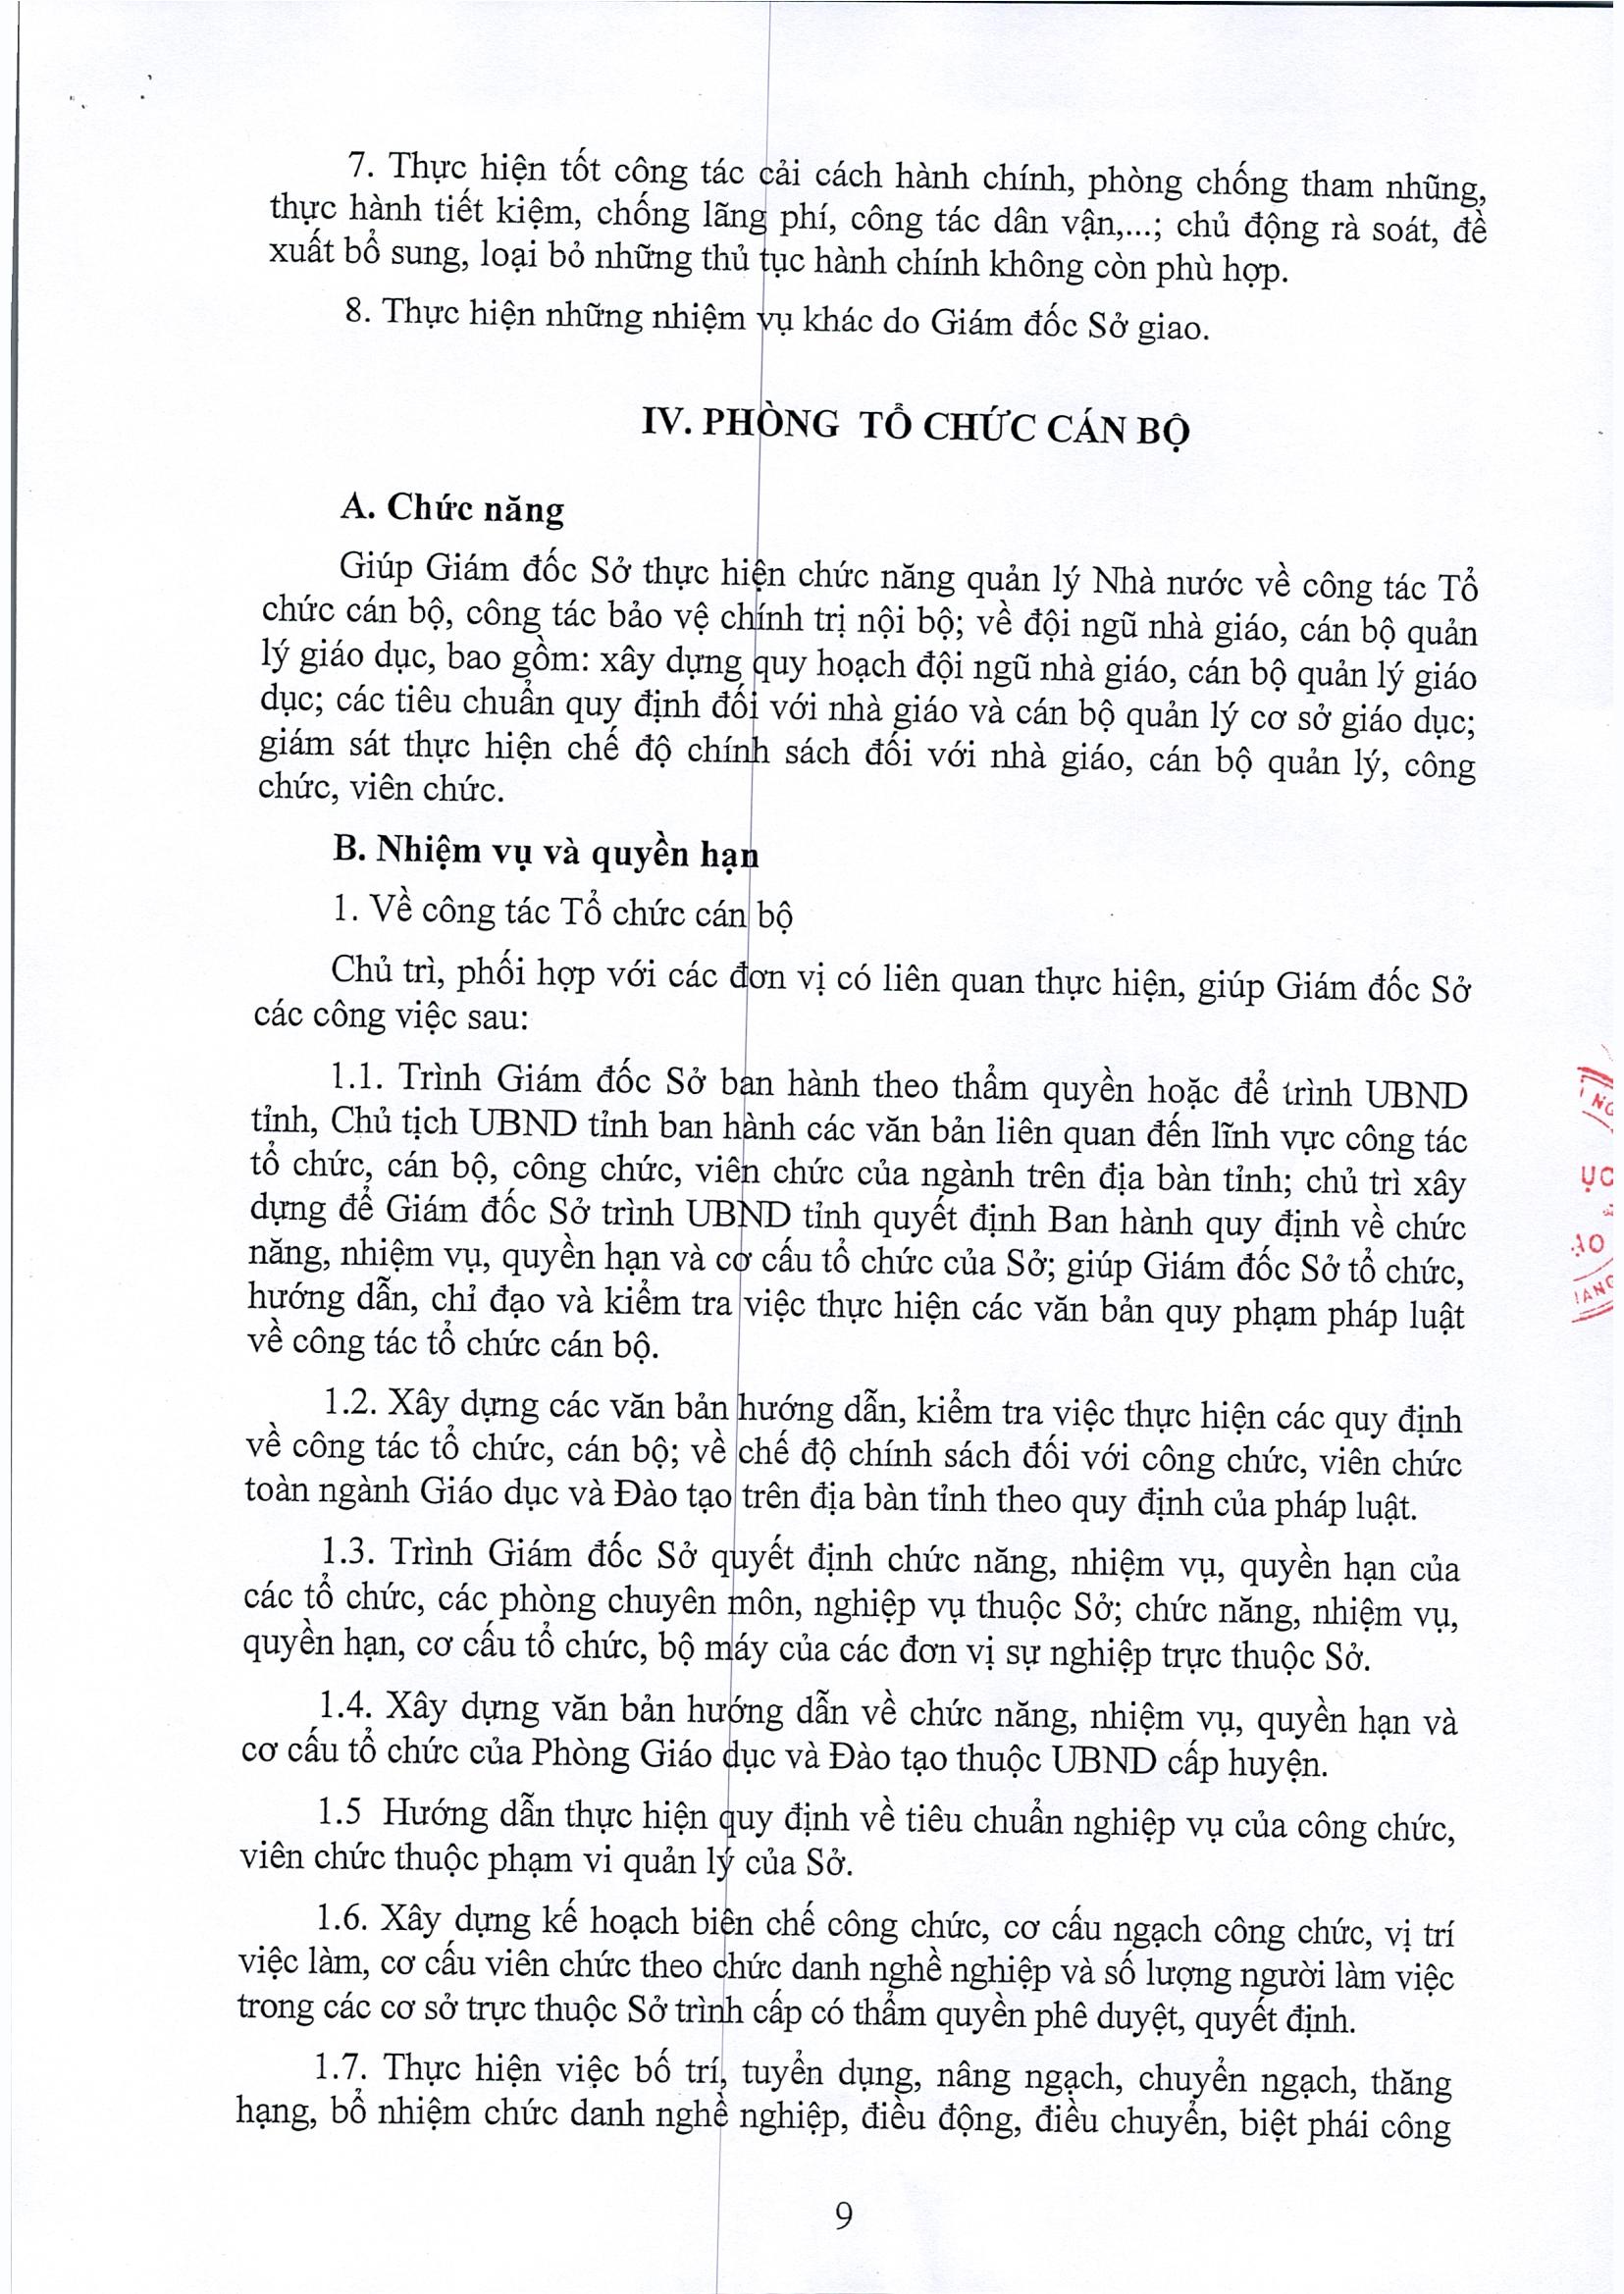 7. Thực hiện tốt công tác cải cách hành chính, phòng chống tham nhũng,
thực hành tiết kiệm, chống lãng phí, công tác dân vận,...; chủ động rà soát, đề
xuất bổ sung, loại bỏ những thủ tục hành chính không còn phù hợp.
8. Thực hiện những nhiệm vụ khác do Giám đốc Sở giao.
IV. PHÒNG TỔ CHỨC CÁN BỘ
A. Chức năng
Giúp Giám đốc Sở thực hiện chức năng quản lý Nhà nước về công tác Tổ
chức cán bộ, công tác bảo vệ chính trị nội bộ; về đội ngũ nhà giáo, cán bộ quản
lý giáo dục, bao gồm: xây dựng quy hoạch đội ngũ nhà giáo, cán bộ quản lý giáo
dục; các tiêu chuẩn quy định đối với nhà giáo và cán bộ quản lý cơ sở giáo dục;
giám sát thực hiện chế độ chính sách đối với nhà giáo, cán bộ quản lý, công
chức, viên chức.
B. Nhiệm vụ và quyền hạn
1. Về công tác Tổ chức cán bộ
Chủ trì, phối hợp với các đơn vị có liên quan thực hiện, giúp Giám đốc Sở
các công việc sau:
1.1. Trình Giám đốc Sở ban hành theo thẩm quyền hoặc để trình UBND
tỉnh, Chủ tịch UBND tỉnh ban hành các văn bản liên quan đến lĩnh vực công tác
tổ chức, cán bộ, công chức, viên chức của ngành trên địa bàn tỉnh; chủ trì xây
dựng để Giám đốc Sở trình UBND tỉnh quyết định Ban hành quy định về chức
năng, nhiệm vụ, quyền hạn và cơ cấu tổ chức của Sở; giúp Giám đốc Sở tổ chức,
hướng dẫn, chỉ đạo và kiểm tra việc thực hiện các văn bản quy phạm pháp luật
về công tác tổ chức cán bộ.
1.2. Xây dựng các văn bản hướng dẫn, kiểm tra việc thực hiện các quy định
về công tác tổ chức, cán bộ; về chế độ chính sách đối với công chức, viên chức
toàn ngành Giáo dục và Đào tạo trên địa bàn tỉnh theo quy định của pháp luật.
1.3. Trình Giám đốc Sở quyết định chức năng, nhiệm vụ, quyền hạn của
các tổ chức, các phòng chuyên môn, nghiệp vụ thuộc Sở; chức năng, nhiệm vụ,
quyền hạn, cơ cấu tổ chức, bộ máy của các đơn vị sự nghiệp trực thuộc Sở.
1.4. Xây dựng văn bản hướng dẫn về chức năng, nhiệm vụ, quyền hạn và
cơ cấu tổ chức của Phòng Giáo dục và Đào tạo thuộc UBND cấp huyện.
1.5 Hướng dẫn thực hiện quy định về tiêu chuẩn nghiệp vụ của công chức,
viên chức thuộc phạm vi quản lý của Sở.
1.6. Xây dựng kế hoạch biên chế công chức, cơ cấu ngạch công chức, vị trí
việc làm, cơ cấu viên chức theo chức danh nghề nghiệp và số lượng người làm việc
trong các cơ sở trực thuộc Sở trình cấp có thẩm quyền phê duyệt, quyết định.
1.7. Thực hiện việc bố trí, tuyển dụng, nâng ngạch, chuyển ngạch, thăng
hạng, bổ nhiệm chức danh nghề nghiệp, điều động, điều chuyển, biệt phái công
9